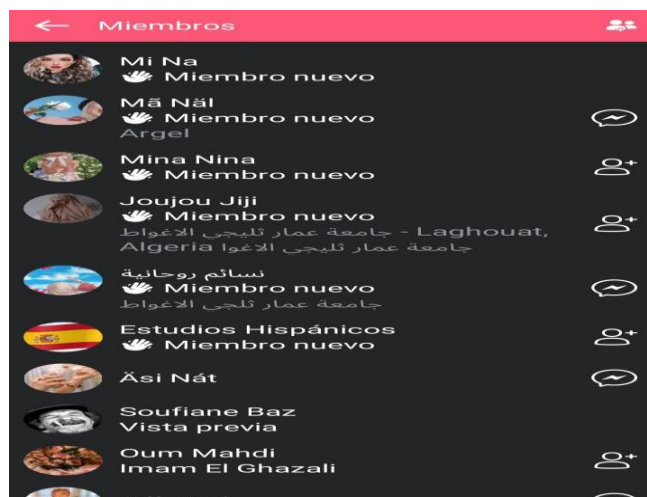 Miembros
Mi Na
👋 Miembro nuevo
Mã Näl
👋 Miembro nuevo
Argel
Mina Nina
👋 Miembro nuevo
Joujou Jiji
👋 Miembro nuevo
جامعة عمار ثليجي الاغواط - Laghouat,
Algeria جامعة عمار ثليجي الاغوا
نسائم روحانية
👋 Miembro nuevo
جامعة عمار ثلجي الاغواط
Estudios Hispánicos
👋 Miembro nuevo
Äsi Nát
Soufiane Baz
Vista previa
Oum Mahdi
Imam El Ghazali